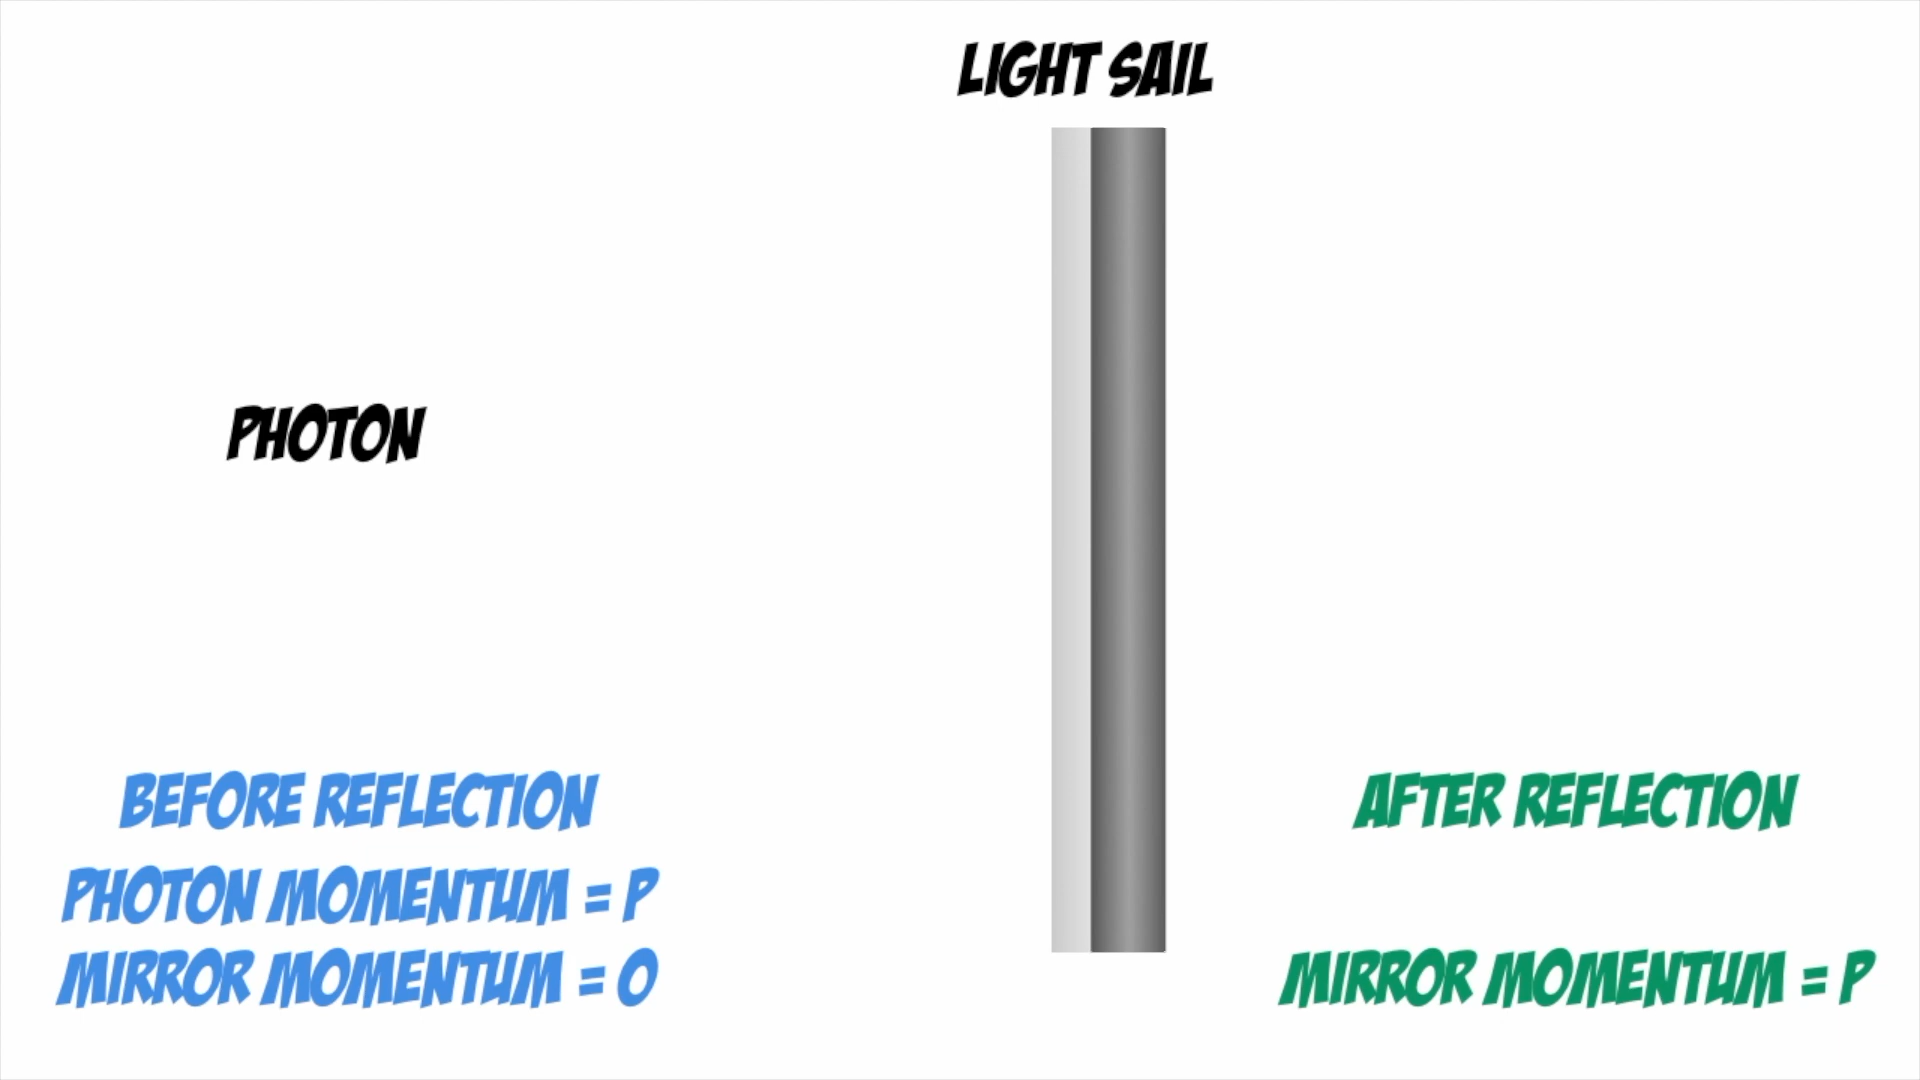 LIGHT SAIL
PHOTON
BEFORE REFLECTION
PHOTON MOMENTUM = P
MIRROR MOMENTUM = 0
AFTER REFLECTION
MIRROR MOMENTUM = P